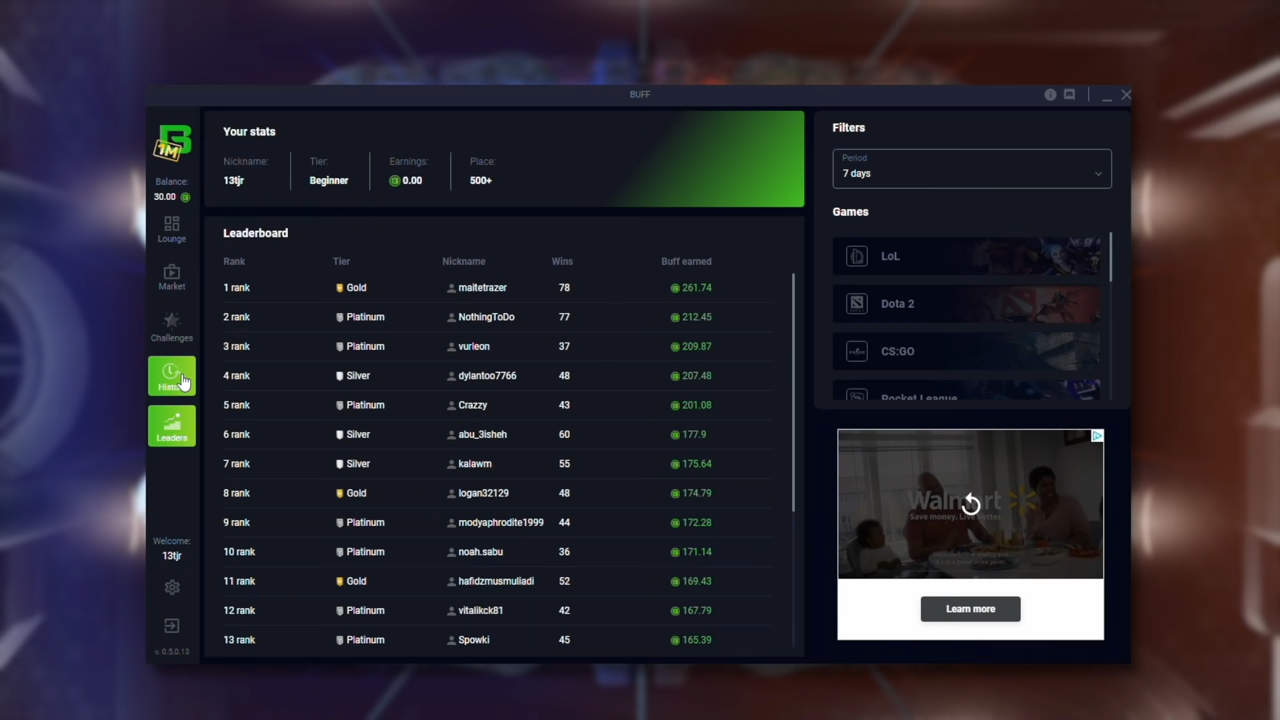 BUFF
1M
Balance:
30.00
Lounge
Market
Challenges
Leaders
Welcome:
13tjr
v. 0.5.0.13
Your stats
Nickname: Tier: Earnings: Place:
13tjr Beginner 0.00 500+
Leaderboard
Rank Tier Nickname Wins Buff earned
1 rank Gold maitetrazer 78 261.74
2 rank Platinum NothingToDo 77 212.45
3 rank Platinum vurleon 37 209.87
4 rank Silver dylantoo7766 48 207.48
5 rank Platinum Crazzy 43 201.08
6 rank Silver abu_3isheh 60 177.9
7 rank Silver kalawm 55 175.64
8 rank Gold logan32129 48 174.79
9 rank Platinum modyaphrodite1999 44 172.28
10 rank Platinum noah.sabu 36 171.14
11 rank Gold hafidzmusmuliadi 52 169.43
12 rank Platinum vitalikck81 42 167.79
13 rank Platinum Spowki 45 165.39
Filters
Period
7 days
Games
LoL
Dota 2
CS:GO
Rocket League
Walmart
Save money. Live better.
Learn more